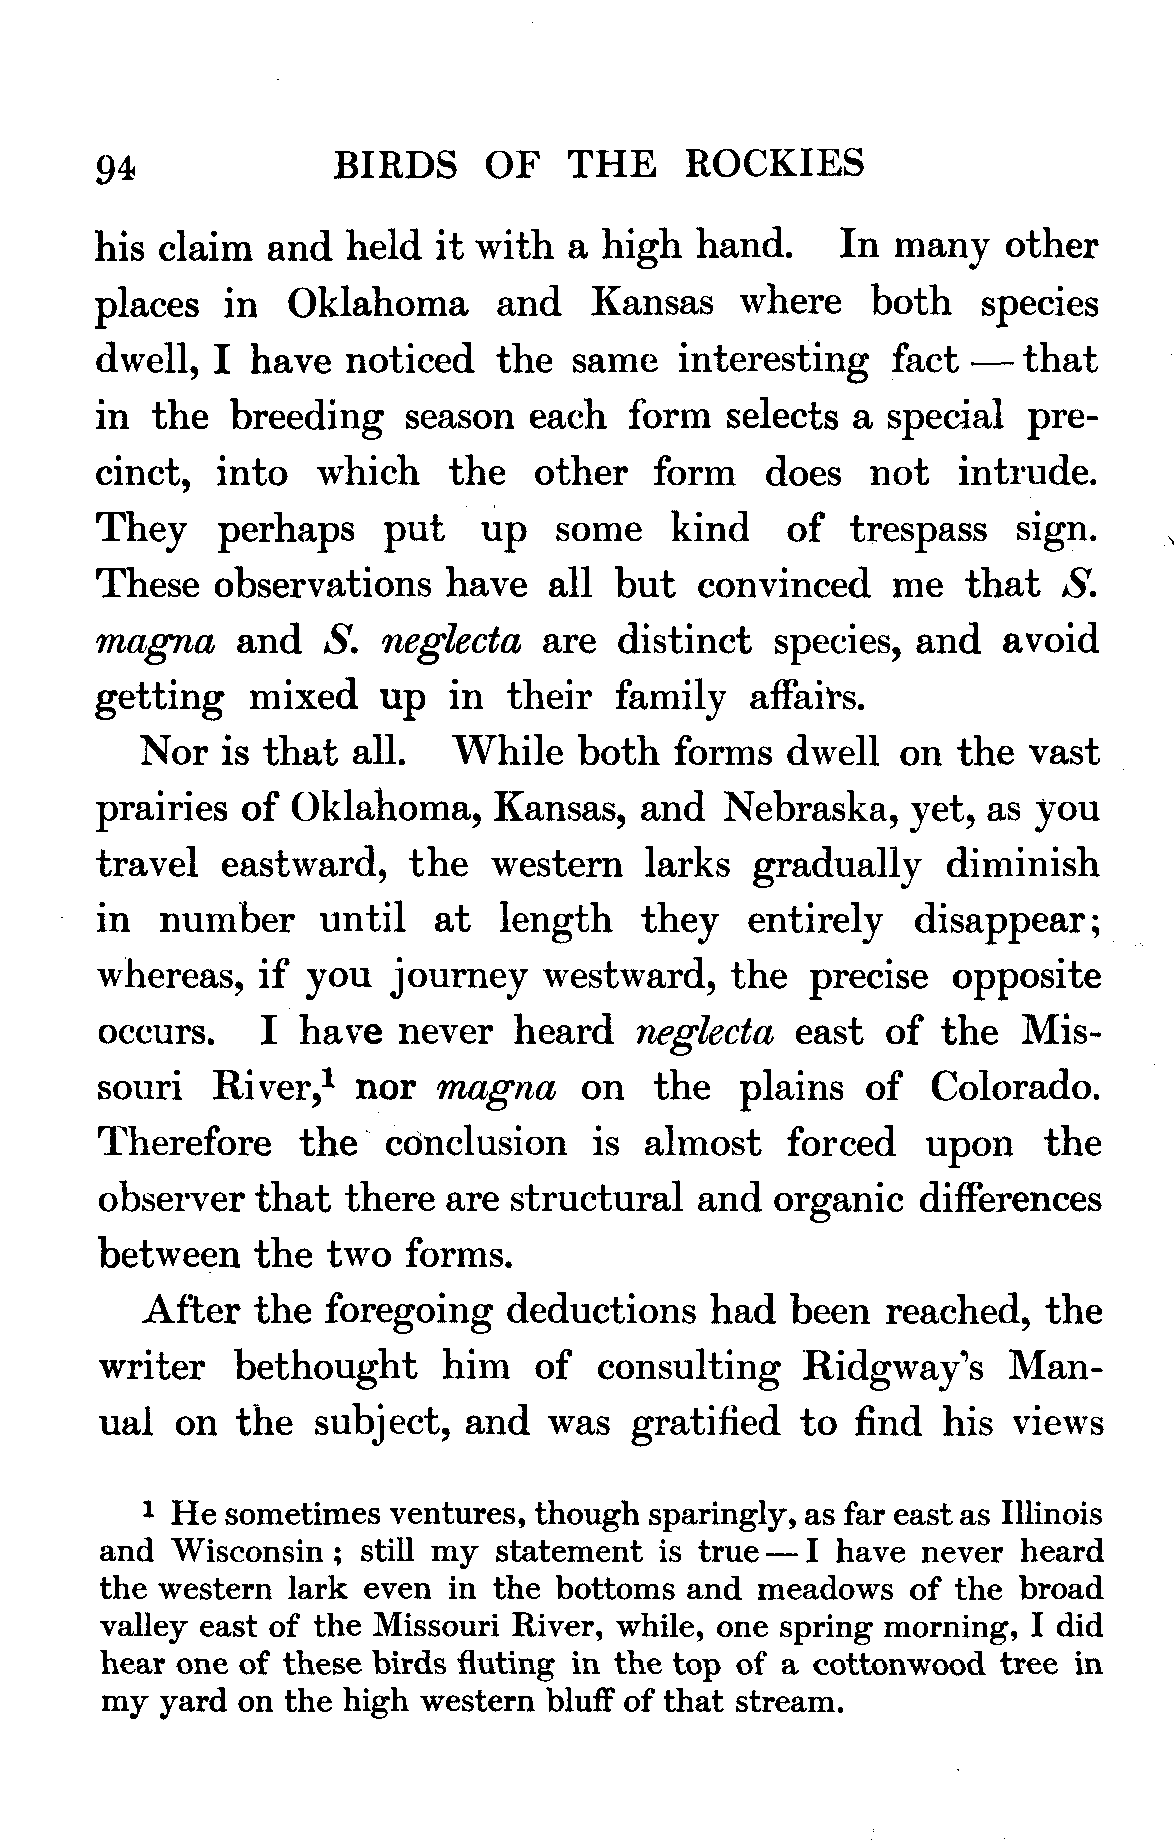 94 BIRDS OF THE ROCKIES
his claim and held it with a high hand. In many other
places in Oklahoma and Kansas where both species
dwell, I have noticed the same interesting fact — that
in the breeding season each form selects a special pre-
cinct, into which the other form does not intrude.
They perhaps put up some kind of trespass sign.
These observations have all but convinced me that S.
magna and S. neglecta are distinct species, and avoid
getting mixed up in their family affairs.
Nor is that all. While both forms dwell on the vast
prairies of Oklahoma, Kansas, and Nebraska, yet, as you
travel eastward, the western larks gradually diminish
in number until at length they entirely disappear;
whereas, if you journey westward, the precise opposite
occurs. I have never heard neglecta east of the Mis-
souri River,¹ nor magna on the plains of Colorado.
Therefore the conclusion is almost forced upon the
observer that there are structural and organic differences
between the two forms.
After the foregoing deductions had been reached, the
writer bethought him of consulting Ridgway's Man-
ual on the subject, and was gratified to find his views
¹ He sometimes ventures, though sparingly, as far east as Illinois
and Wisconsin ; still my statement is true — I have never heard
the western lark even in the bottoms and meadows of the broad
valley east of the Missouri River, while, one spring morning, I did
hear one of these birds fluting in the top of a cottonwood tree in
my yard on the high western bluff of that stream.